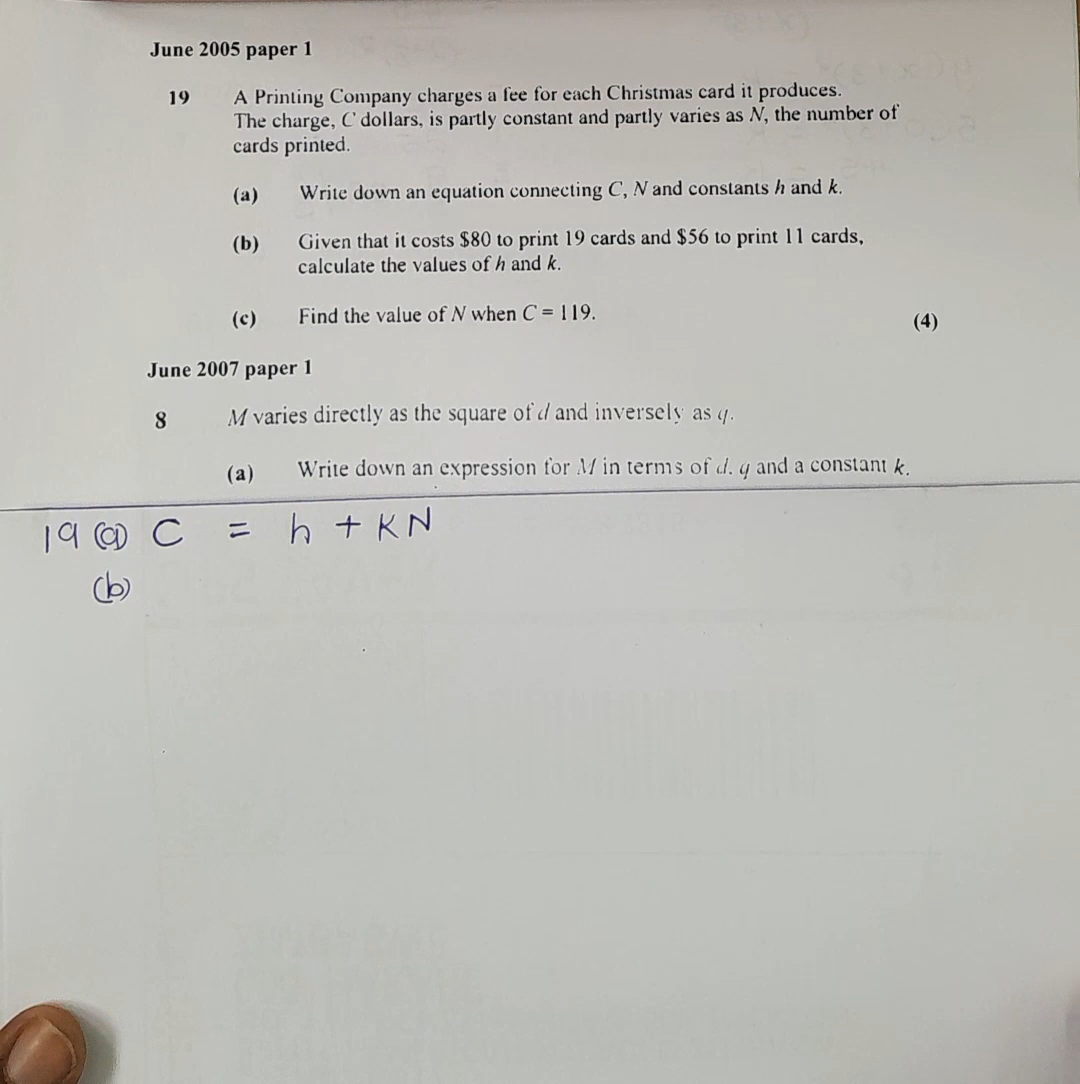 June 2005 paper 1
19 A Printing Company charges a fee for each Christmas card it produces.
The charge, C dollars, is partly constant and partly varies as N, the number of
cards printed.
(a) Write down an equation connecting C, N and constants h and k.
(b) Given that it costs $80 to print 19 cards and $56 to print 11 cards,
calculate the values of h and k.
(c) Find the value of N when C = 119.
(4)
June 2007 paper 1
8 M varies directly as the square of d and inversely as q.
(a) Write down an expression for M in terms of d, q and a constant k.
19 (a) C = h + KN
(b)